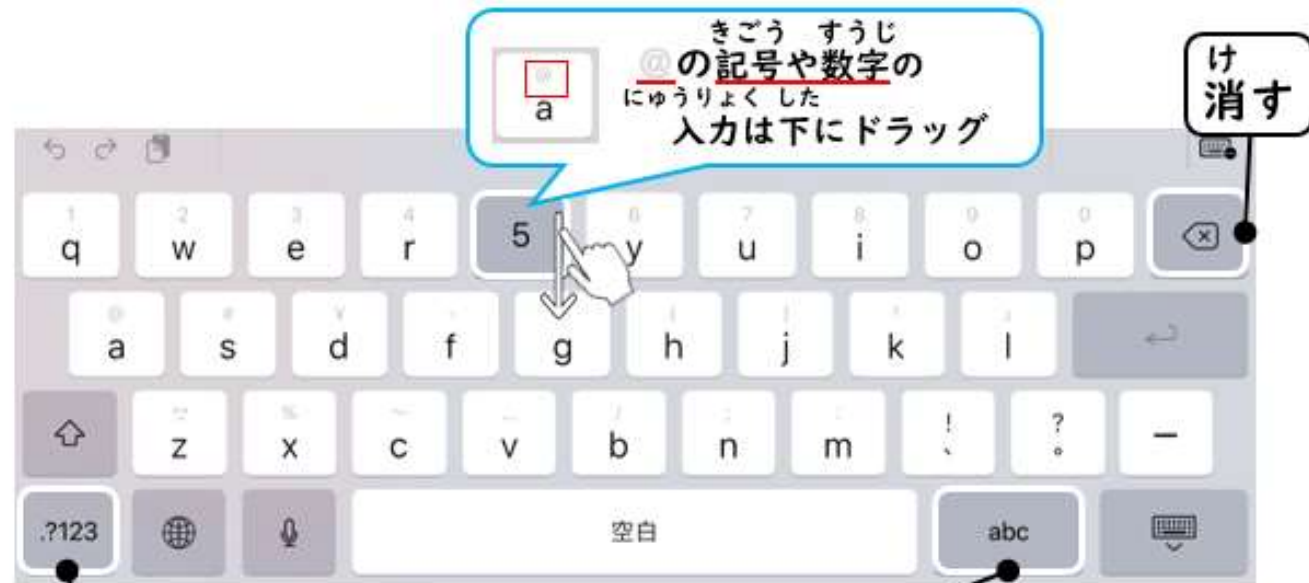 きごう すうじ
@の記号や数字の
にゅうりょく した
入力は下にドラッグ
@
a
け
消す
1 2 3 4 6 7 8 9 0
q w e r 5 y u i o p
@ # ¥
a s d f g h j k l
%
z x c v b n m ! 、 ? 。 ー
.?123 空白 abc